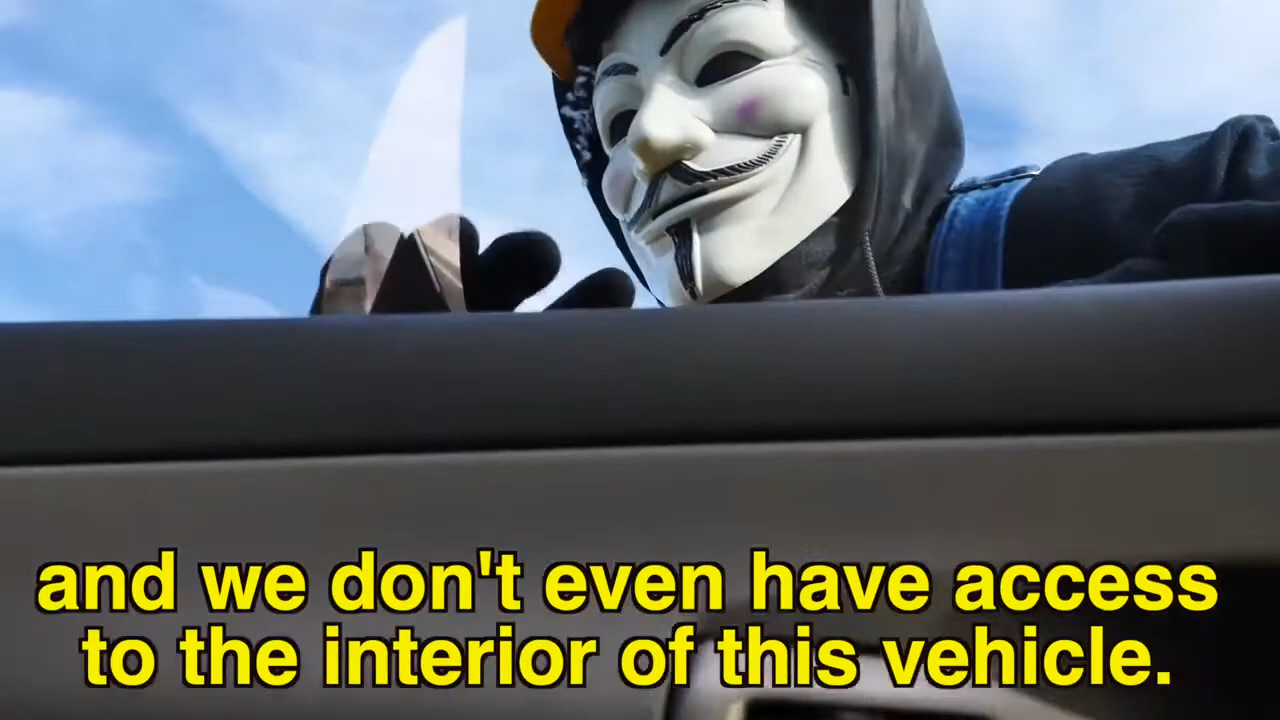 and we don't even have access
to the interior of this vehicle.